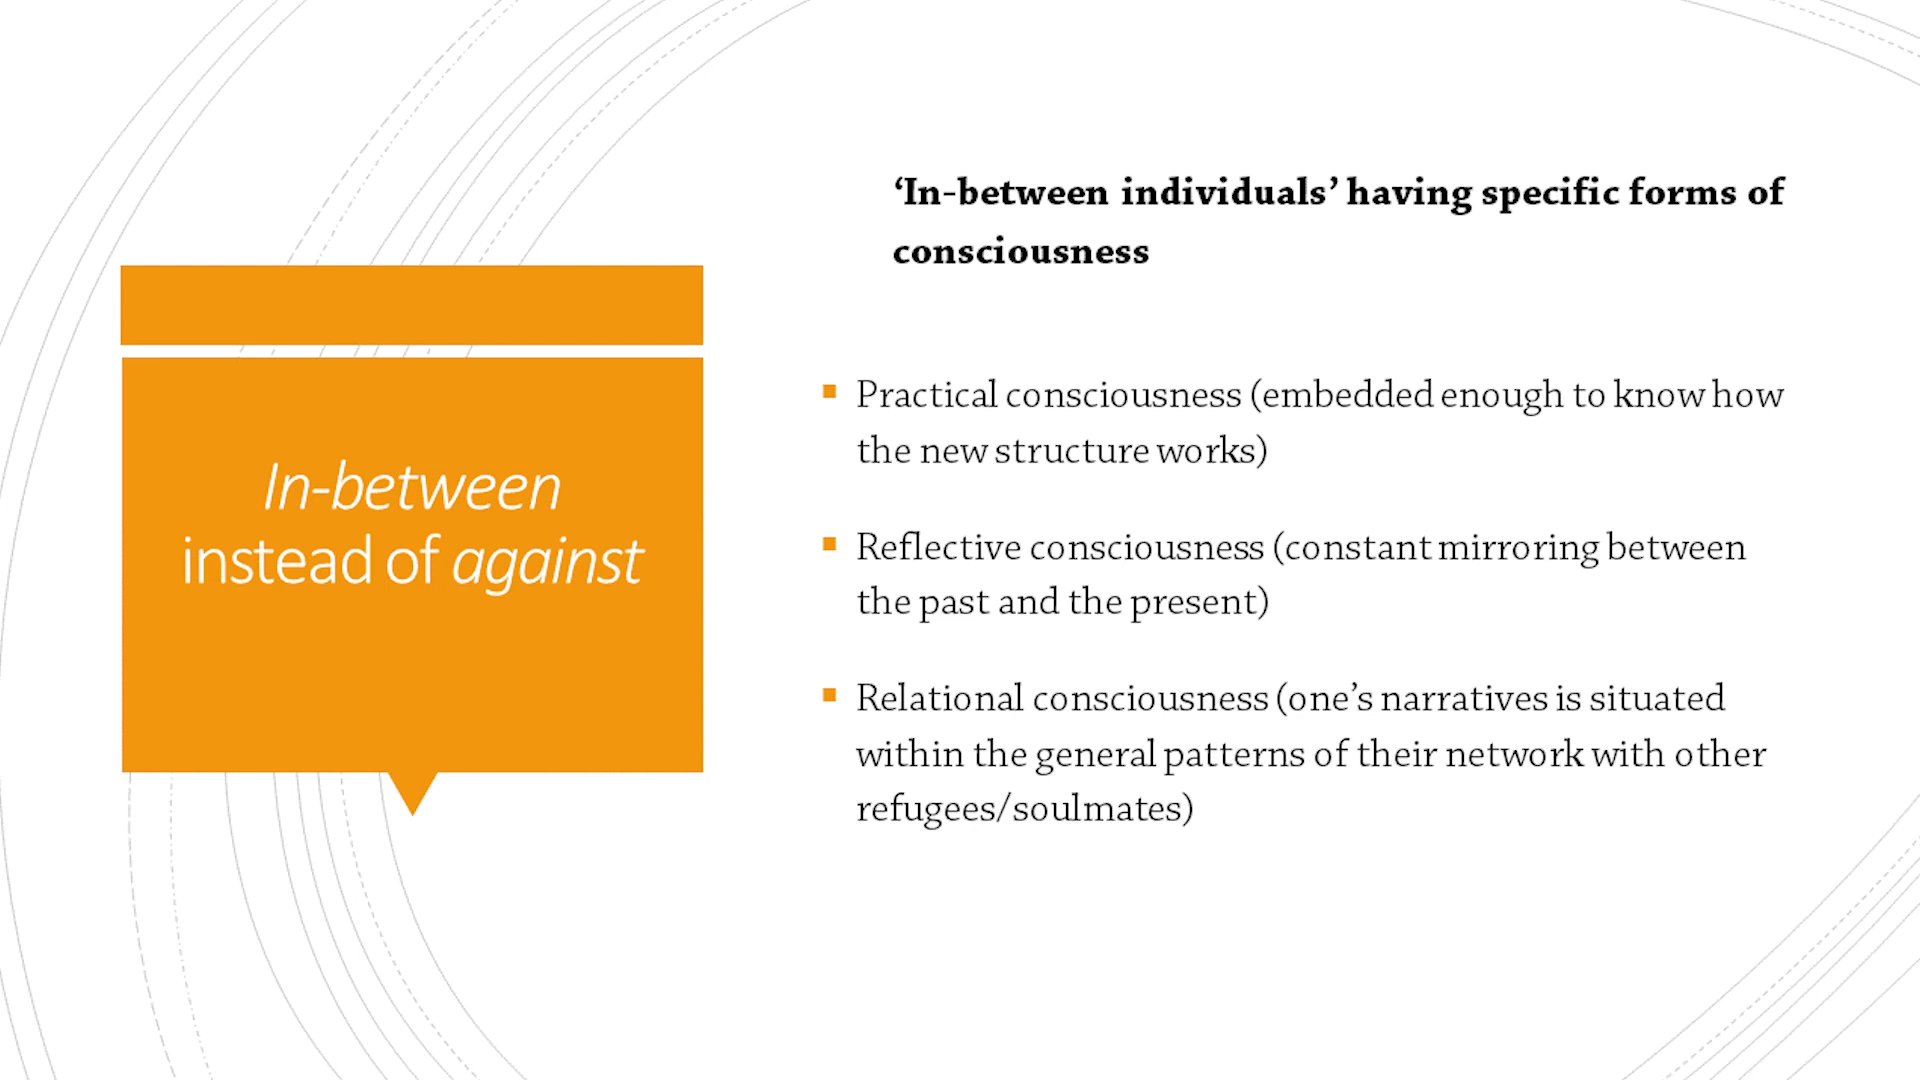 In-between
instead of against
‘In-between individuals’ having specific forms of
consciousness
Practical consciousness (embedded enough to know how
the new structure works)
Reflective consciousness (constant mirroring between
the past and the present)
Relational consciousness (one’s narratives is situated
within the general patterns of their network with other
refugees/soulmates)